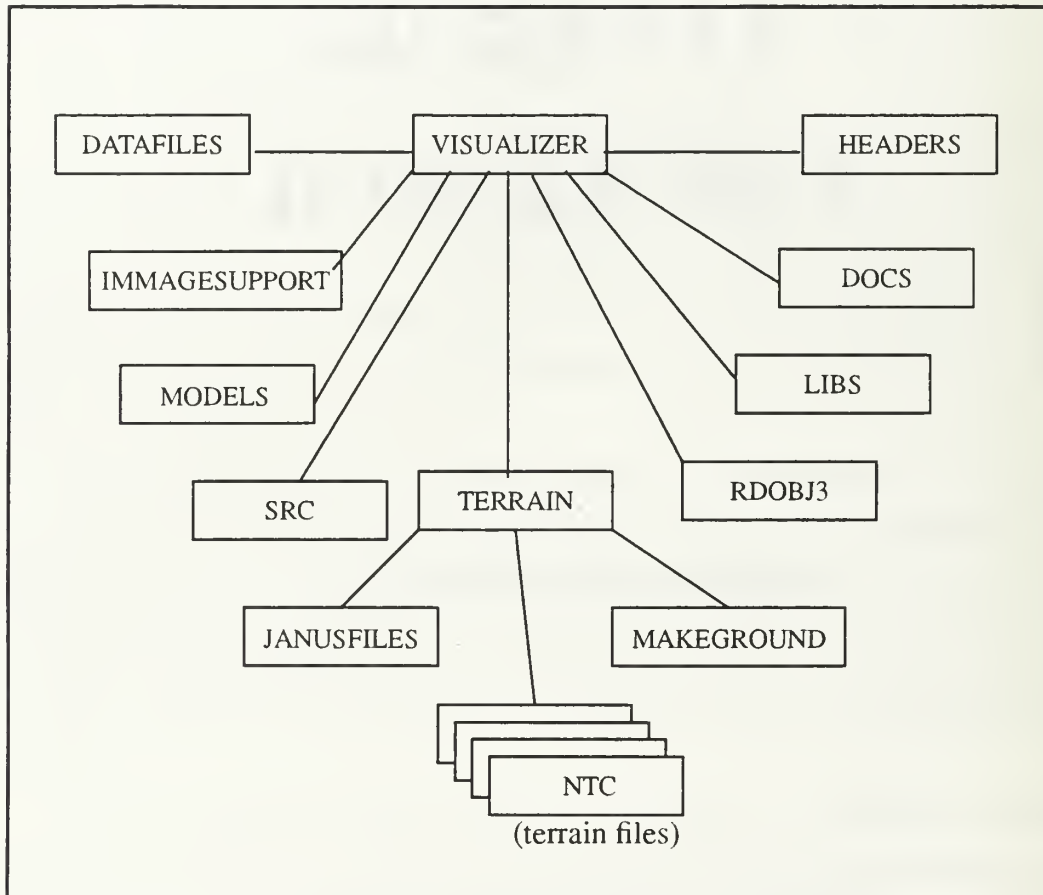 DATAFILES
VISUALIZER
HEADERS
IMMAGESUPPORT
DOCS
MODELS
LIBS
SRC
TERRAIN
RDOBJ3
JANUSFILES
MAKEGROUND
NTC
(terrain files)